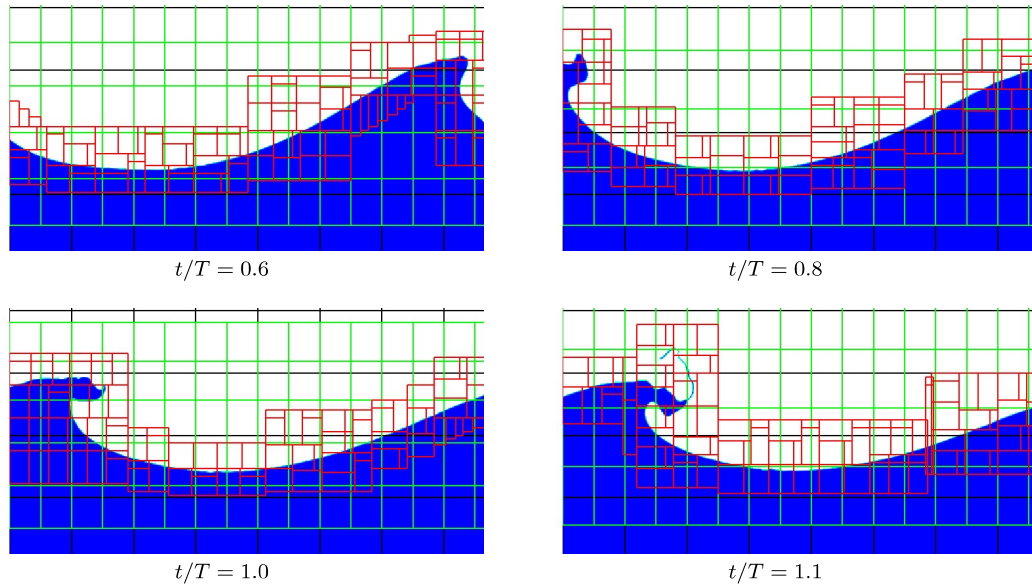 t/T = 0.6
t/T = 0.8
t/T = 1.0
t/T = 1.1